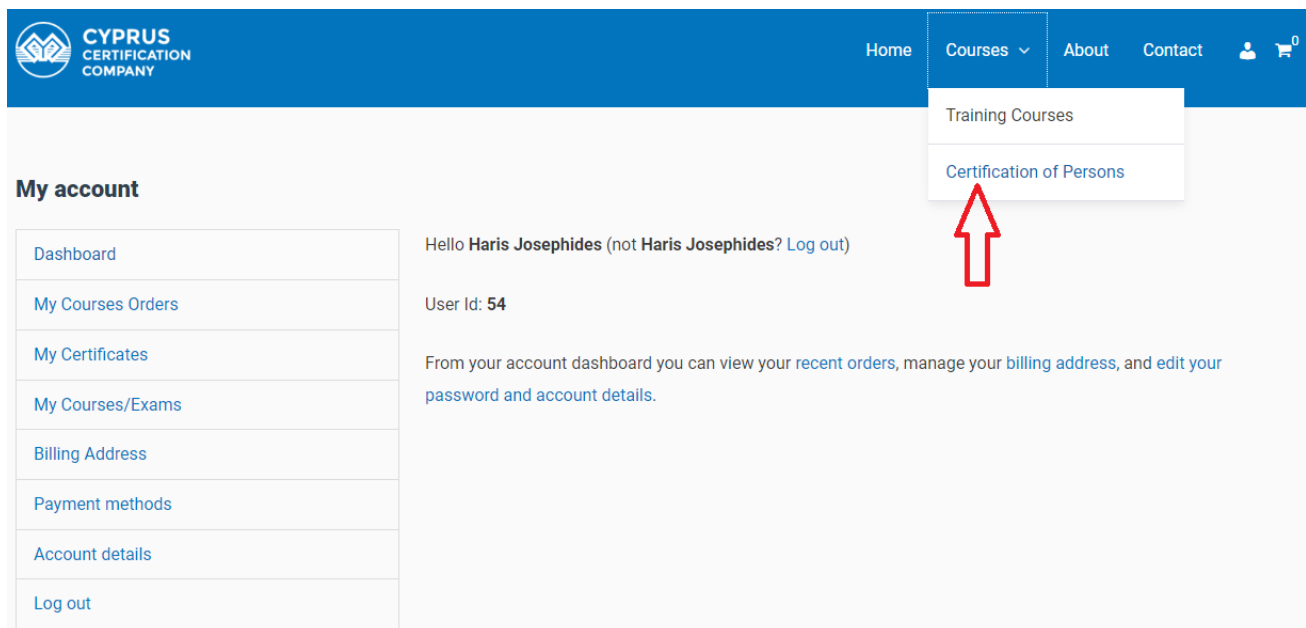 CYPRUS
CERTIFICATION
COMPANY
Home Courses About Contact 0
Training Courses
Certification of Persons
My account
Dashboard
My Courses Orders
My Certificates
My Courses/Exams
Billing Address
Payment methods
Account details
Log out
Hello Haris Josephides (not Haris Josephides? Log out)
User Id: 54
From your account dashboard you can view your recent orders, manage your billing address, and edit your
password and account details.